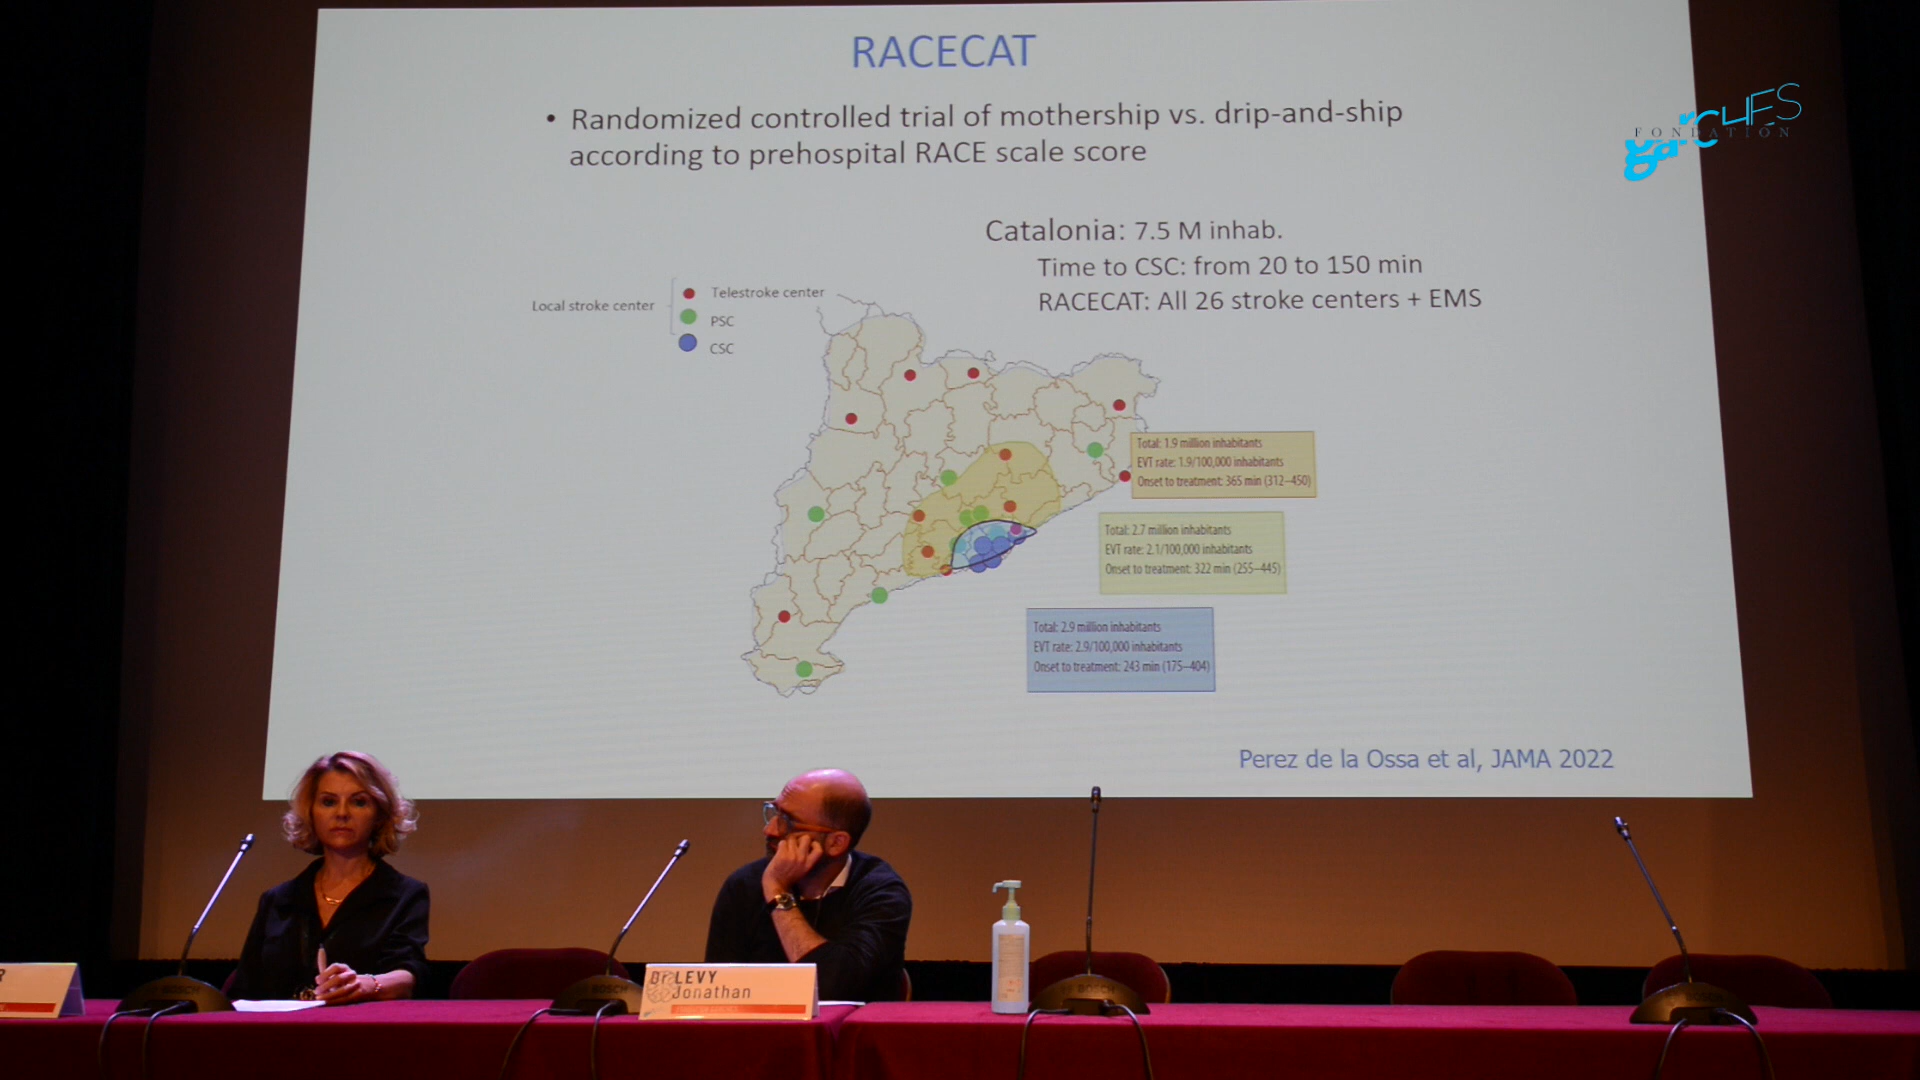 RACECAT
• Randomized controlled trial of mothership vs. drip-and-ship
according to prehospital RACE scale score
garCHES
FONDATION
Catalonia: 7.5 M inhab.
Time to CSC: from 20 to 150 min
RACECAT: All 26 stroke centers + EMS
Local stroke center
Telestroke center
PSC
CSC
Total: 1.9 million inhabitants
EVT rate: 1.9/100,000 inhabitants
Onset to treatment: 365 min (312–450)
Total: 2.7 million inhabitants
EVT rate: 2.1/100,000 inhabitants
Onset to treatment: 322 min (255–445)
Total: 2.9 million inhabitants
EVT rate: 2.9/100,000 inhabitants
Onset to treatment: 243 min (175–404)
Perez de la Ossa et al, JAMA 2022
R
Dr LEVY
Jonathan
BOSCH
BOSCH
BOSCH
BOSCH